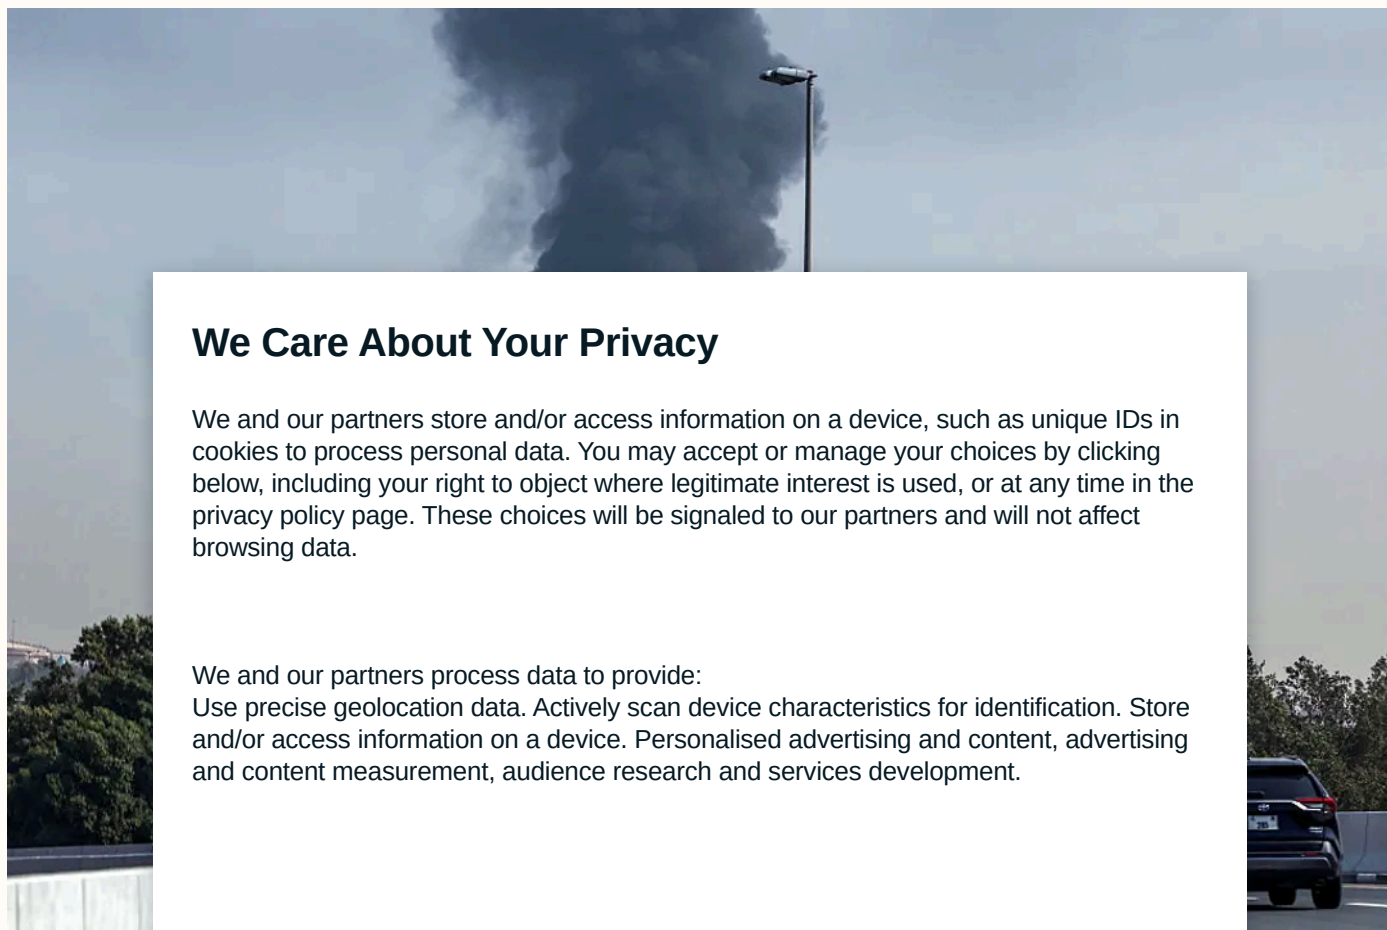 We Care About Your Privacy
We and our partners store and/or access information on a device, such as unique IDs in
cookies to process personal data. You may accept or manage your choices by clicking
below, including your right to object where legitimate interest is used, or at any time in the
privacy policy page. These choices will be signaled to our partners and will not affect
browsing data.
We and our partners process data to provide:
Use precise geolocation data. Actively scan device characteristics for identification. Store
and/or access information on a device. Personalised advertising and content, advertising
and content measurement, audience research and services development.